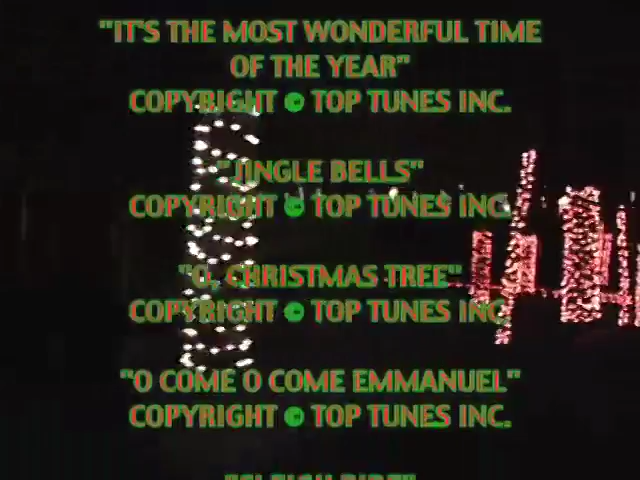 "IT'S THE MOST WONDERFUL TIME
OF THE YEAR"
COPYRIGHT © TOP TUNES INC.
"JINGLE BELLS"
COPYRIGHT © TOP TUNES INC.
"O, CHRISTMAS TREE"
COPYRIGHT © TOP TUNES INC.
"O COME O COME EMMANUEL"
COPYRIGHT © TOP TUNES INC.